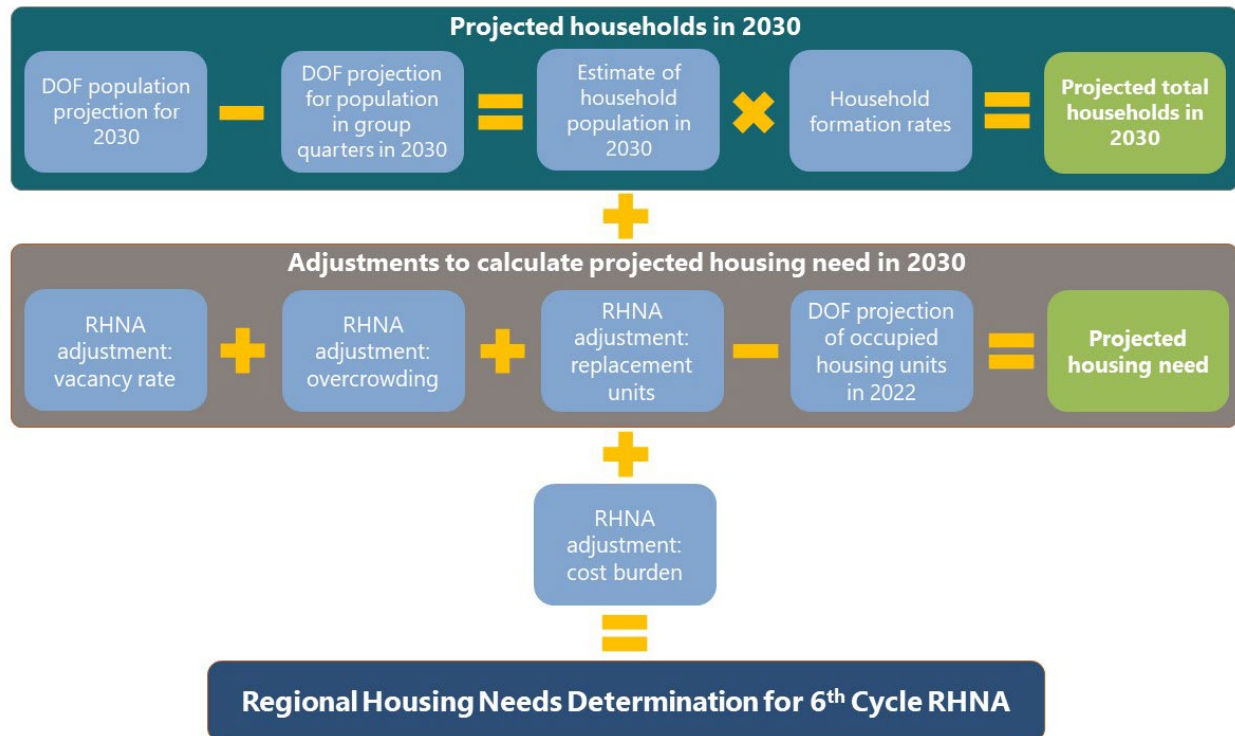 Projected households in 2030
DOF population
projection for
2030
DOF projection
for population
in group
quarters in 2030
Estimate of
household
population in
2030
Household
formation rates
Projected total
households in
2030
Adjustments to calculate projected housing need in 2030
RHNA
adjustment:
vacancy rate
RHNA
adjustment:
overcrowding
RHNA
adjustment:
replacement
units
DOF projection
of occupied
housing units
in 2022
Projected
housing need
RHNA
adjustment:
cost burden
Regional Housing Needs Determination for 6th Cycle RHNA